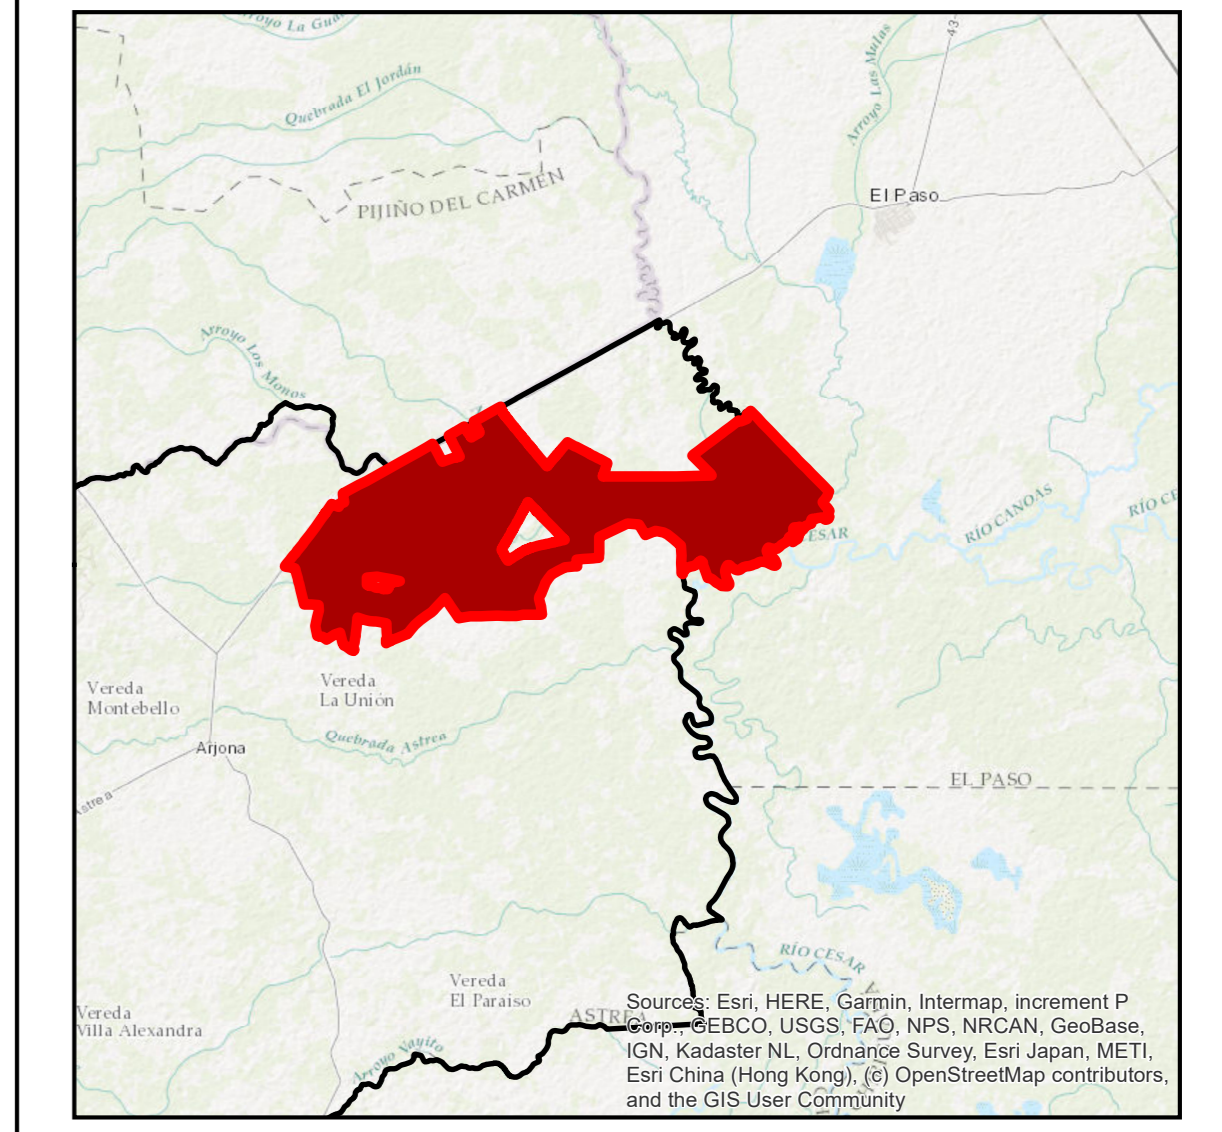 Arroyo La Gua
Arroyo Las Mulas
43
Quebrada El Jordán
El Paso
PIJIÑO DEL CARMEN
Arroyo Los Monos
RÍO CANOAS
RÍO CE
ESAR
Vereda
Montebello
Vereda
La Unión
Quebrada Astrea
Arjona
EL PASO
Astrea
RÍO CESAR
Vereda
El Paraiso
Vereda
Villa Alexandra
ASTREA
Arroyo Vayito
Sources: Esri, HERE, Garmin, Intermap, increment P
Corp., GEBCO, USGS, FAO, NPS, NRCAN, GeoBase,
IGN, Kadaster NL, Ordnance Survey, Esri Japan, METI,
Esri China (Hong Kong), (c) OpenStreetMap contributors,
and the GIS User Community